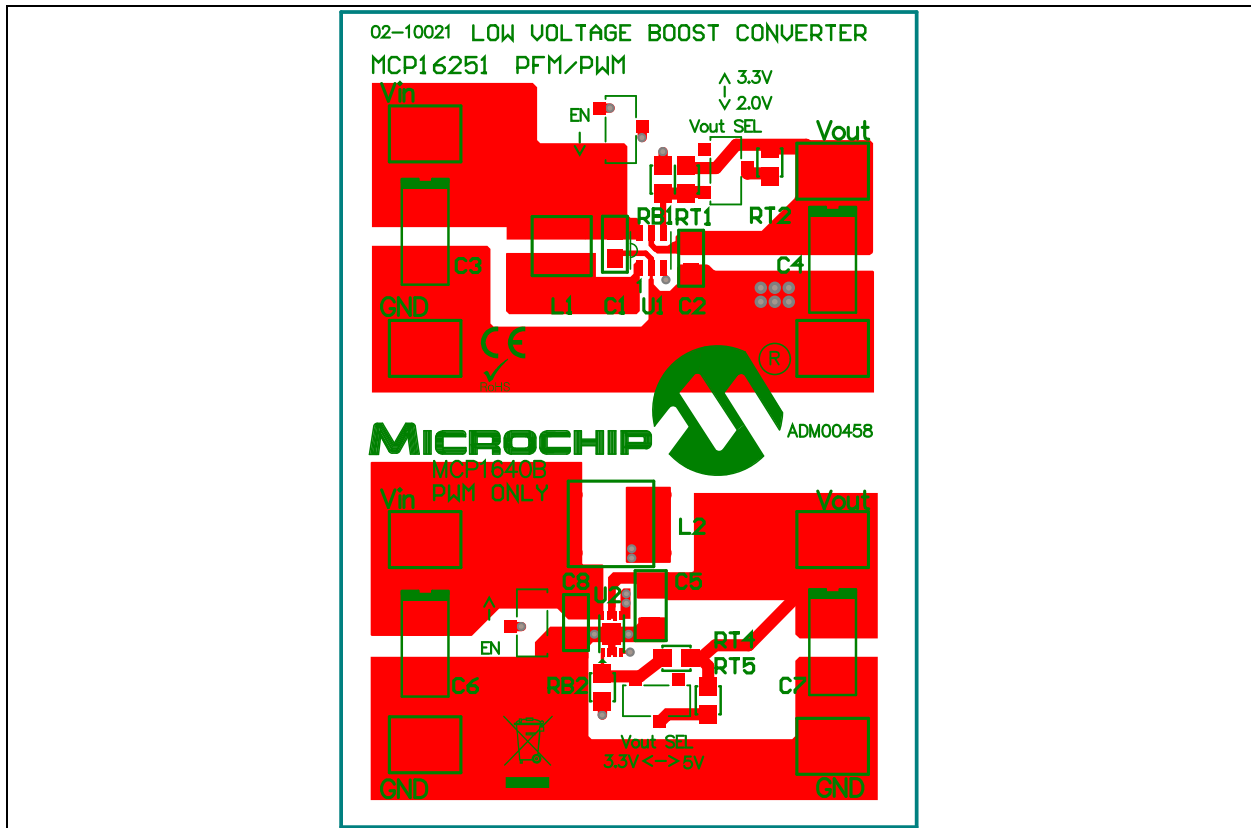 02-10021 LOW VOLTAGE BOOST CONVERTER
MCP16251 PFM/PWM
Vin
EN
3.3V
2.0V
Vout SEL
Vout
RB1 RT1 RT2
C3
C4
GND
L1 C1 U1 C2
CE
R
MICROCHIP
ADM00458
MCP1640B
PWM ONLY
Vin
Vout
L2
C8
C5
U2
EN
RT4
RT5
C6
RB2
C7
Vout SEL
3.3V<->5V
GND
GND